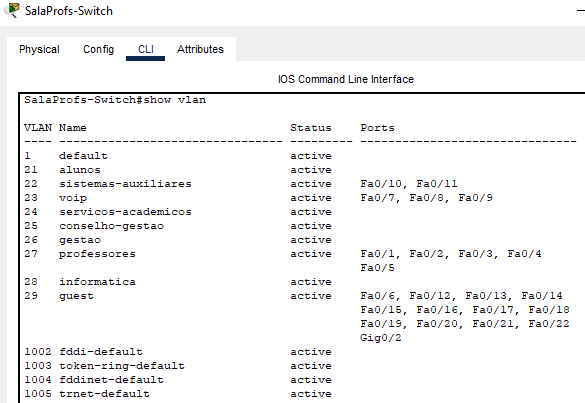 SalaProfs-Switch
Physical Config CLI Attributes
IOS Command Line Interface
SalaProfs-Switch#show vlan
VLAN Name Status Ports
---- -------------------------------- --------- -------------------------------
1 default active
21 alunos active
22 sistemas-auxiliares active Fa0/10, Fa0/11
23 voip active Fa0/7, Fa0/8, Fa0/9
24 servicos-academicos active
25 conselho-gestao active
26 gestao active
27 professores active Fa0/1, Fa0/2, Fa0/3, Fa0/4
Fa0/5
28 informatica active
29 guest active Fa0/6, Fa0/12, Fa0/13, Fa0/14
Fa0/15, Fa0/16, Fa0/17, Fa0/18
Fa0/19, Fa0/20, Fa0/21, Fa0/22
Gig0/2
1002 fddi-default active
1003 token-ring-default active
1004 fddinet-default active
1005 trnet-default active